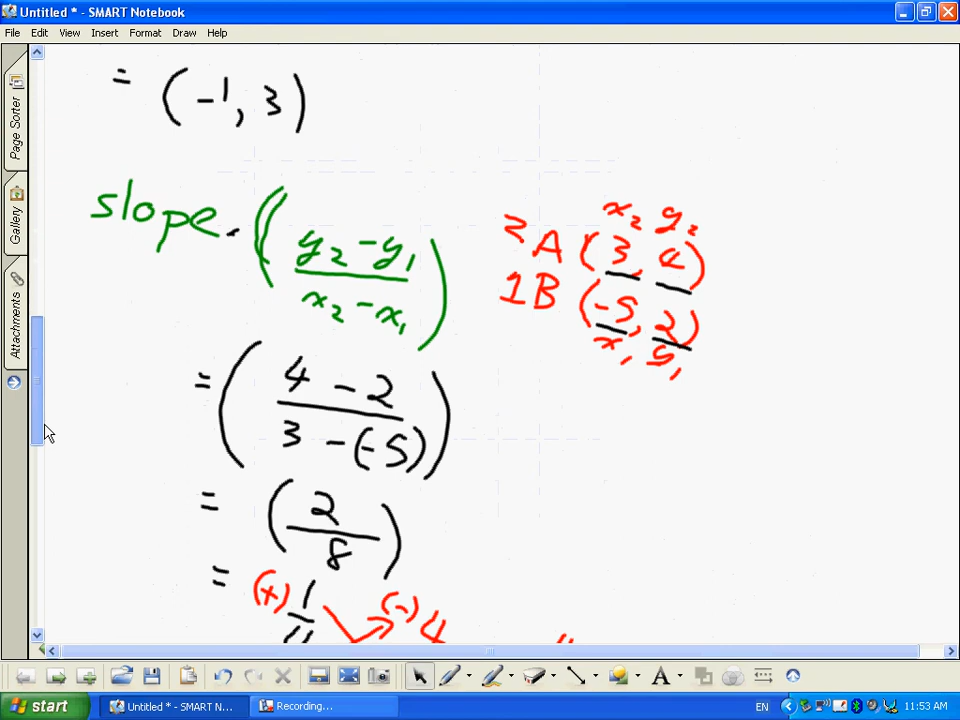 Untitled * - SMART Notebook
File Edit View Insert Format Draw Help
Page Sorter
Gallery
Attachments
= (-1, 3)
slope. ((y₂ - y₁ / x₂ - x₁)
x₂ y₂
2 A (3, 4)
1 B (-5, 2)
x₁ y₁
= (4 - 2 / 3 - (-5))
= (2 / 8)
= (+) 1 / 4 (-) 4
start Untitled * - SMART N... Recording... EN 11:53 AM